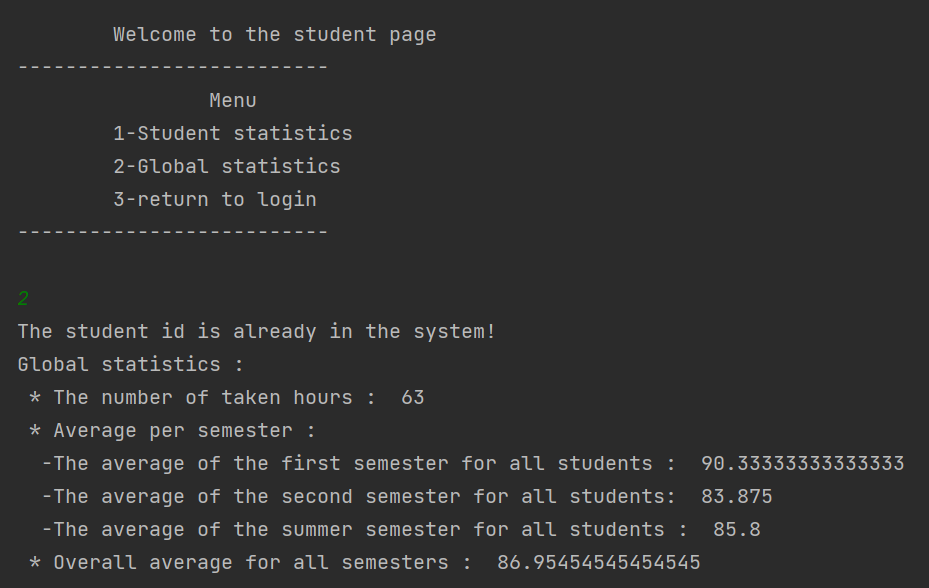 Welcome to the student page
--------------------------
Menu
1-Student statistics
2-Global statistics
3-return to login
--------------------------
2
The student id is already in the system!
Global statistics :
* The number of taken hours :  63
* Average per semester :
-The average of the first semester for all students :  90.33333333333333
-The average of the second semester for all students:  83.875
-The average of the summer semester for all students :  85.8
* Overall average for all semesters :  86.95454545454545